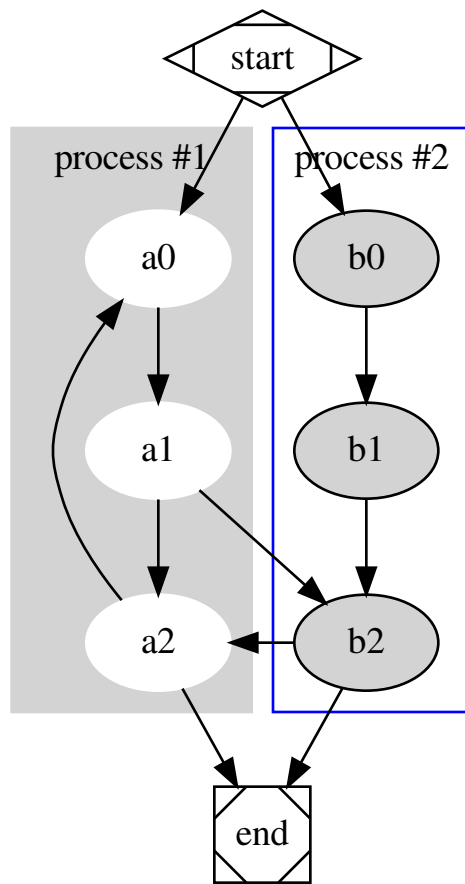 start
process #1
process #2
a0
b0
a1
b1
a2
b2
end